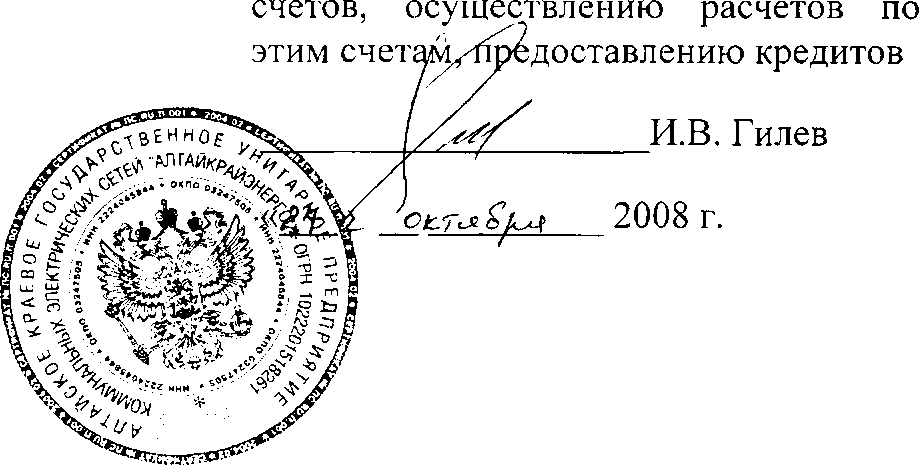 счетов, осуществлению расчетов по
этим счетам, предоставлению кредитов
И.В. Гилев
октября 2008 г.
АЛТАЙСКОЕ КРАЕВОЕ ГОСУДАРСТВЕННОЕ УНИТАРНОЕ ПРЕДПРИЯТИЕ
КОММУНАЛЬНЫХ ЭЛЕКТРИЧЕСКИХ СЕТЕЙ "АЛТАЙКРАЙЭНЕРГО" * ОГРН 1022201518261